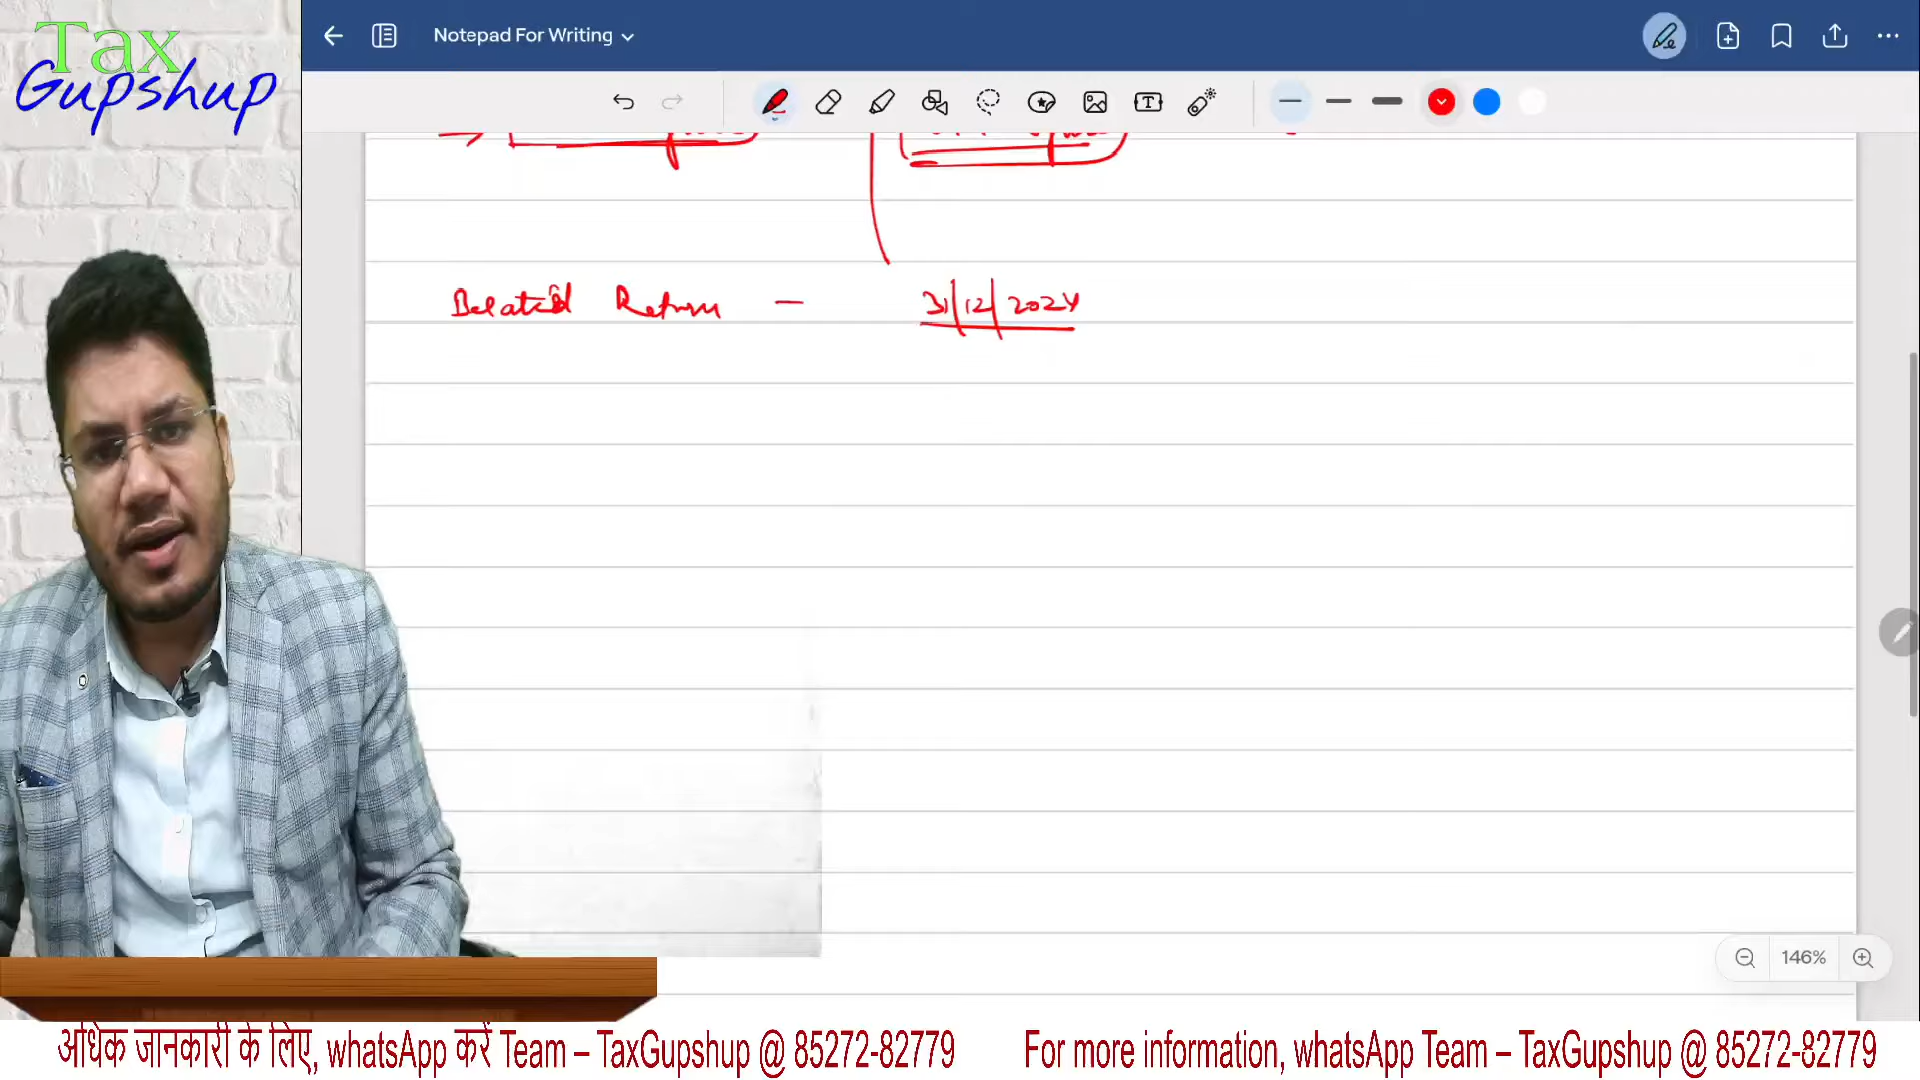 Tax
Gupshup
Notepad For Writing
Belated Return - 31/12/2024
146%
अधिक जानकारी के लिए, whatsApp करें Team – TaxGupshup @ 85272-82779
For more information, whatsApp Team – TaxGupshup @ 85272-82779